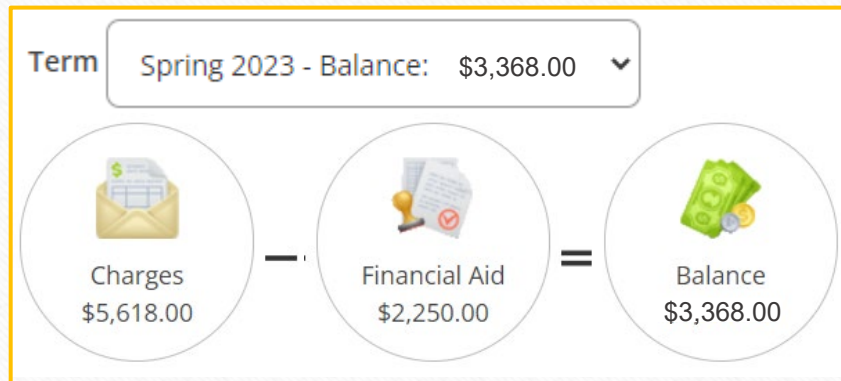 Term
Spring 2023 - Balance: $3,368.00
$
Charges
$5,618.00
—
Financial Aid
$2,250.00
=
Balance
$3,368.00